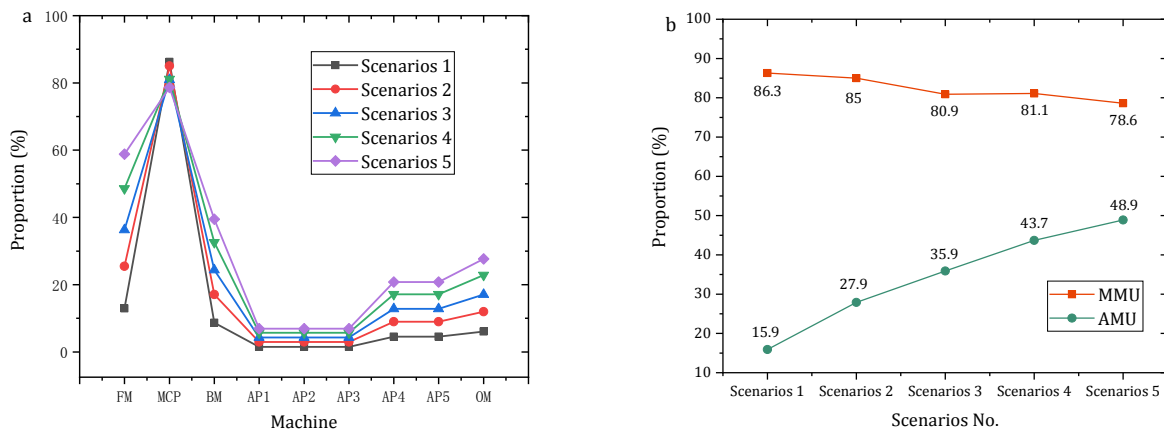 a
100
80
60
40
20
0
Proportion (%)
Scenarios 1
Scenarios 2
Scenarios 3
Scenarios 4
Scenarios 5
FM MCP BM AP1 AP2 AP3 AP4 AP5 OM
Machine
b
100
90
80
70
60
50
40
30
20
10
Proportion (%)
86.3 85 80.9 81.1 78.6
15.9 27.9 35.9 43.7 48.9
MMU
AMU
Scenarios 1 Scenarios 2 Scenarios 3 Scenarios 4 Scenarios 5
Scenarios No.